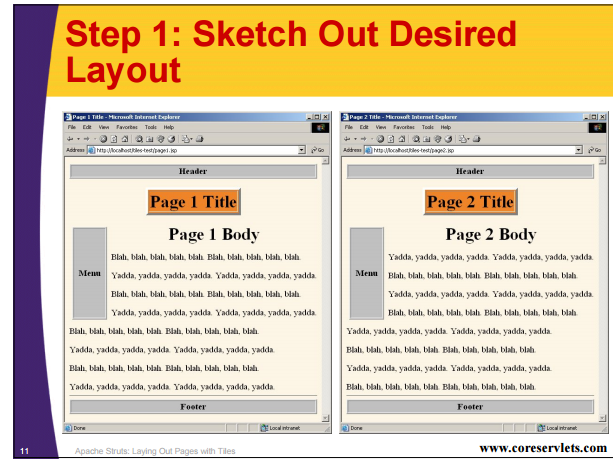 Step 1: Sketch Out Desired
Layout
Page 1 Title - Microsoft Internet Explorer
File Edit View Favorites Tools Help
Address http://localhost/tiles-test/page1.jsp Go
Header
Page 1 Title
Page 1 Body
Menu
Blah, blah, blah, blah, blah. Blah, blah, blah, blah, blah.
Yadda, yadda, yadda, yadda. Yadda, yadda, yadda, yadda.
Blah, blah, blah, blah, blah. Blah, blah, blah, blah, blah.
Yadda, yadda, yadda, yadda. Yadda, yadda, yadda, yadda.
Blah, blah, blah, blah, blah. Blah, blah, blah, blah, blah.
Yadda, yadda, yadda, yadda. Yadda, yadda, yadda, yadda.
Blah, blah, blah, blah, blah. Blah, blah, blah, blah, blah.
Yadda, yadda, yadda, yadda. Yadda, yadda, yadda, yadda.
Footer
Done Local intranet
Page 2 Title - Microsoft Internet Explorer
File Edit View Favorites Tools Help
Address http://localhost/tiles-test/page2.jsp Go
Header
Page 2 Title
Page 2 Body
Menu
Yadda, yadda, yadda, yadda. Yadda, yadda, yadda, yadda.
Blah, blah, blah, blah, blah. Blah, blah, blah, blah, blah.
Yadda, yadda, yadda, yadda. Yadda, yadda, yadda, yadda.
Blah, blah, blah, blah, blah. Blah, blah, blah, blah, blah.
Yadda, yadda, yadda, yadda. Yadda, yadda, yadda, yadda.
Blah, blah, blah, blah, blah. Blah, blah, blah, blah, blah.
Yadda, yadda, yadda, yadda. Yadda, yadda, yadda, yadda.
Blah, blah, blah, blah, blah. Blah, blah, blah, blah, blah.
Footer
Done Local intranet
11 Apache Struts: Laying Out Pages with Tiles www.coreservlets.com